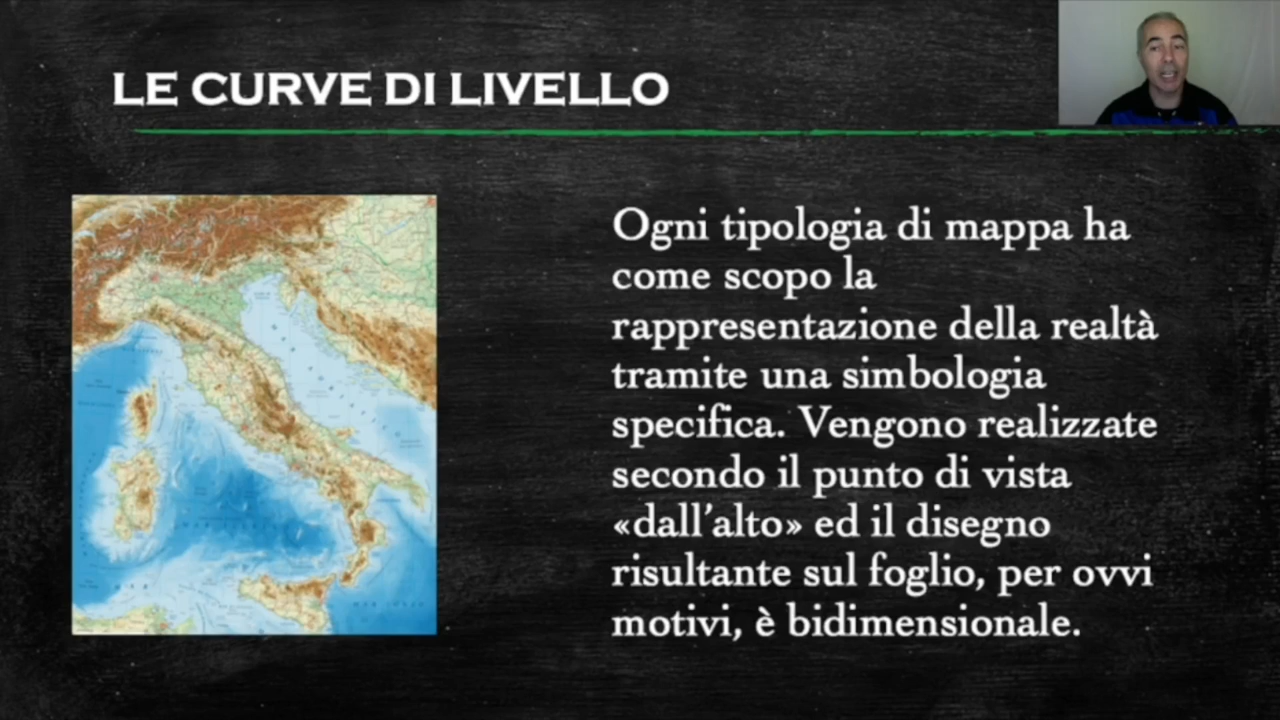 LE CURVE DI LIVELLO
Ogni tipologia di mappa ha
come scopo la
rappresentazione della realtà
tramite una simbologia
specifica. Vengono realizzate
secondo il punto di vista
«dall’alto» ed il disegno
risultante sul foglio, per ovvi
motivi, è bidimensionale.